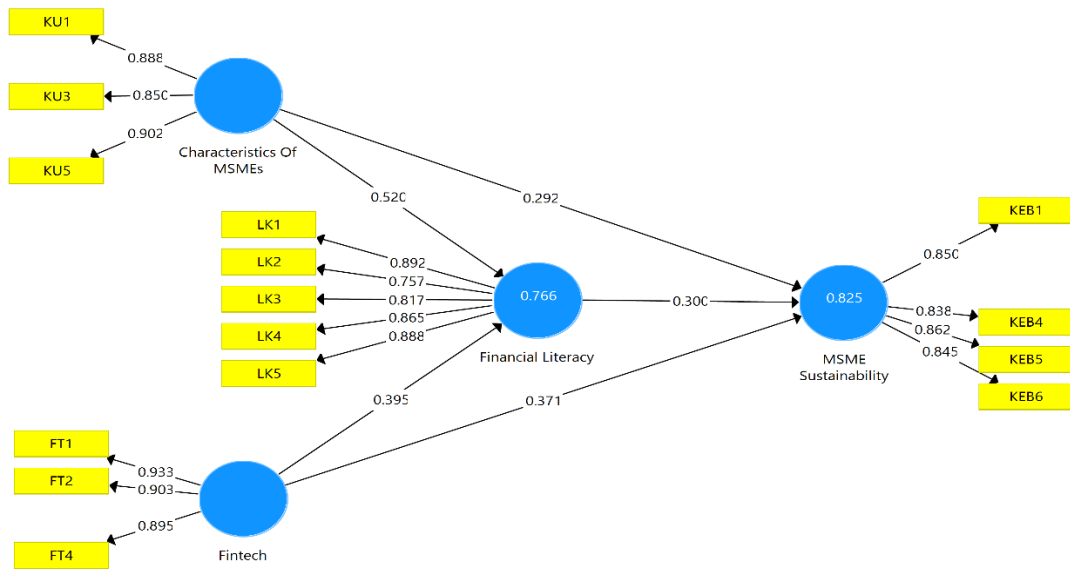 KU1
0.888
KU3
0.850
KU5
0.902
Characteristics Of
MSMEs
0.520
0.292
LK1
0.892
LK2
0.757
LK3
0.817
LK4
0.865
LK5
0.888
0.766
Financial Literacy
0.300
0.395
0.371
KEB1
0.850
0.825
0.838
KEB4
0.862
KEB5
0.845
KEB6
MSME
Sustainability
FT1
0.933
FT2
0.903
FT4
0.895
Fintech